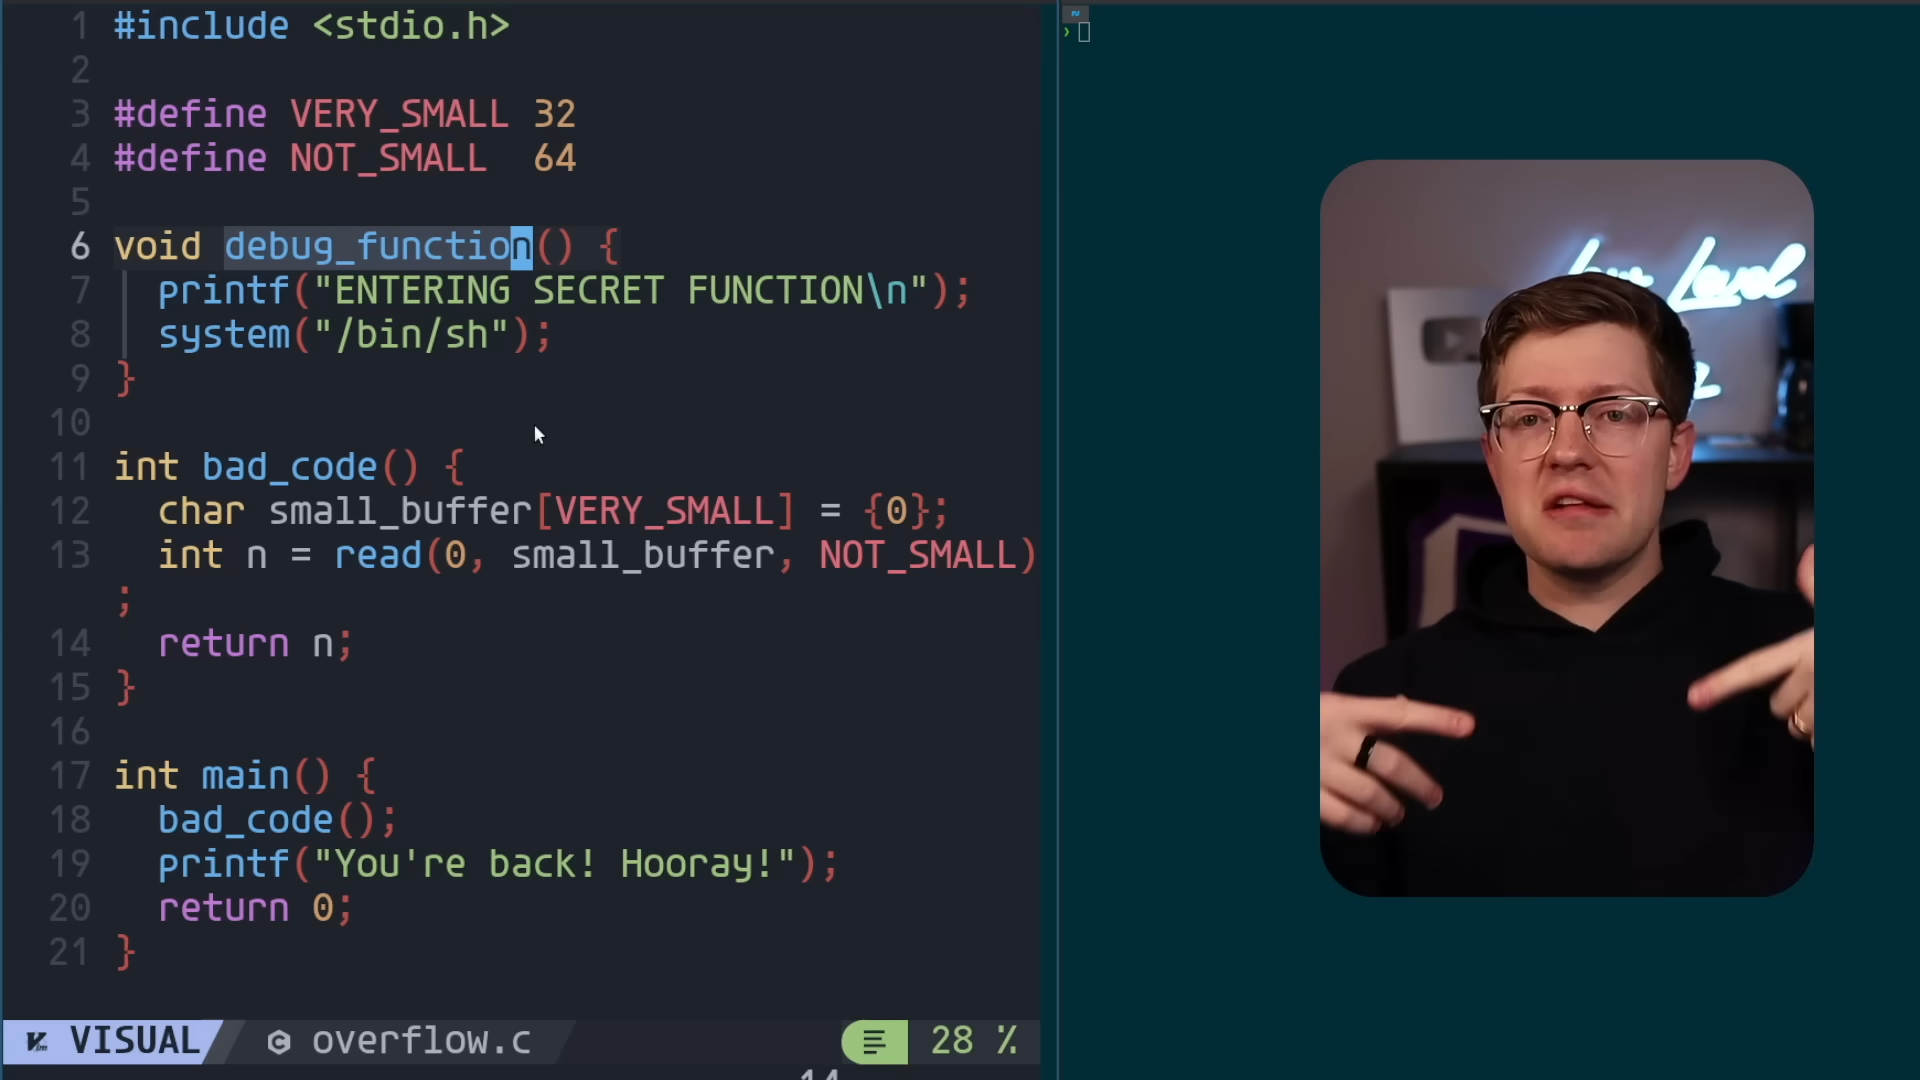 1 #include <stdio.h>
2
3 #define VERY_SMALL 32
4 #define NOT_SMALL  64
5
6 void debug_function() {
7   printf("ENTERING SECRET FUNCTION\n");
8   system("/bin/sh");
9 }
10
11 int bad_code() {
12   char small_buffer[VERY_SMALL] = {0};
13   int n = read(0, small_buffer, NOT_SMALL)
;
14   return n;
15 }
16
17 int main() {
18   bad_code();
19   printf("You're back! Hooray!");
20   return 0;
21 }
VISUAL overflow.c 28 %
Level